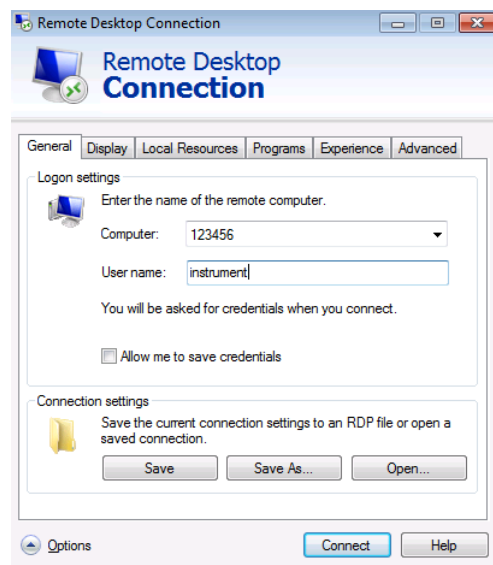 Remote Desktop Connection
Remote Desktop
Connection
General Display Local Resources Programs Experience Advanced
Logon settings
Enter the name of the remote computer.
Computer: 123456
User name: instrument
You will be asked for credentials when you connect.
Allow me to save credentials
Connection settings
Save the current connection settings to an RDP file or open a
saved connection.
Save Save As... Open...
Options Connect Help